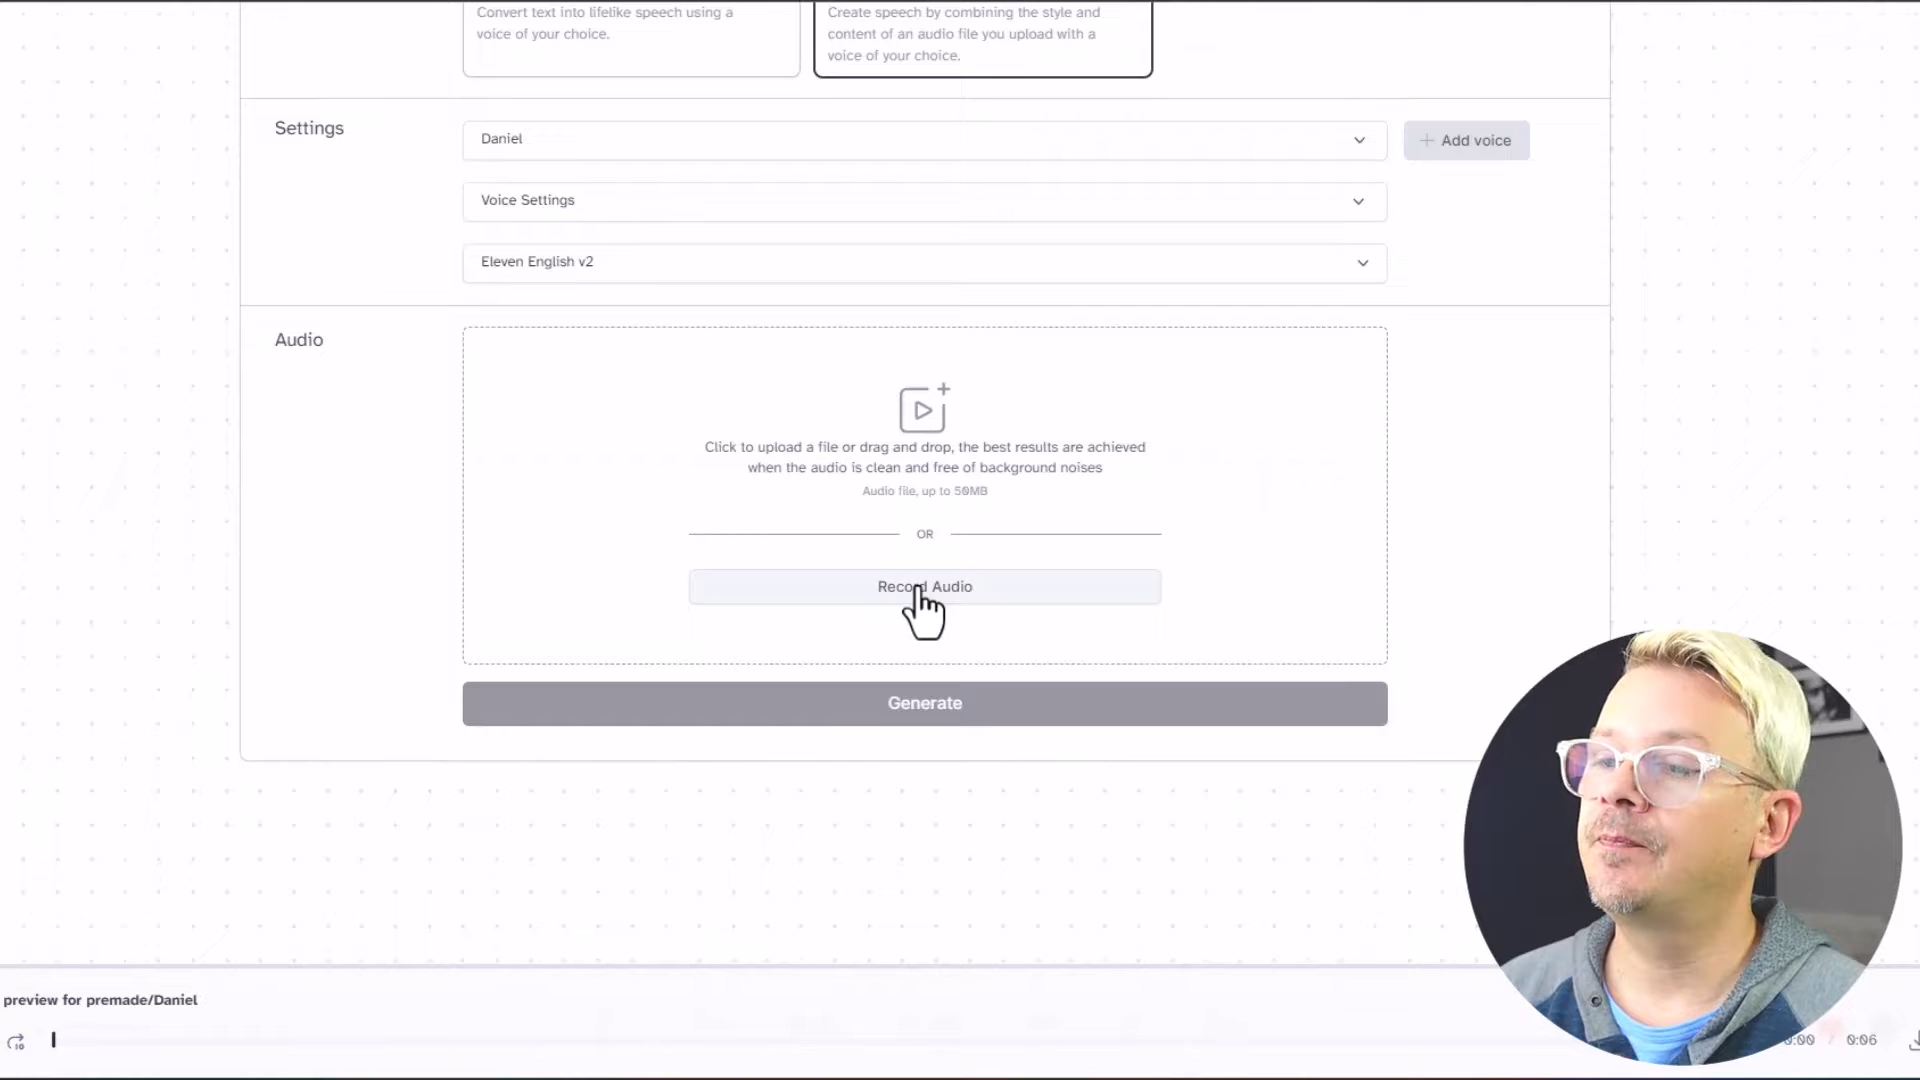 Convert text into lifelike speech using a
voice of your choice.
Create speech by combining the style and
content of an audio file you upload with a
voice of your choice.
Settings
Daniel
+ Add voice
Voice Settings
Eleven English v2
Audio
Click to upload a file or drag and drop, the best results are achieved
when the audio is clean and free of background noises
Audio file, up to 50MB
OR
Record Audio
Generate
preview for premade/Daniel
10
0:00 / 0:06